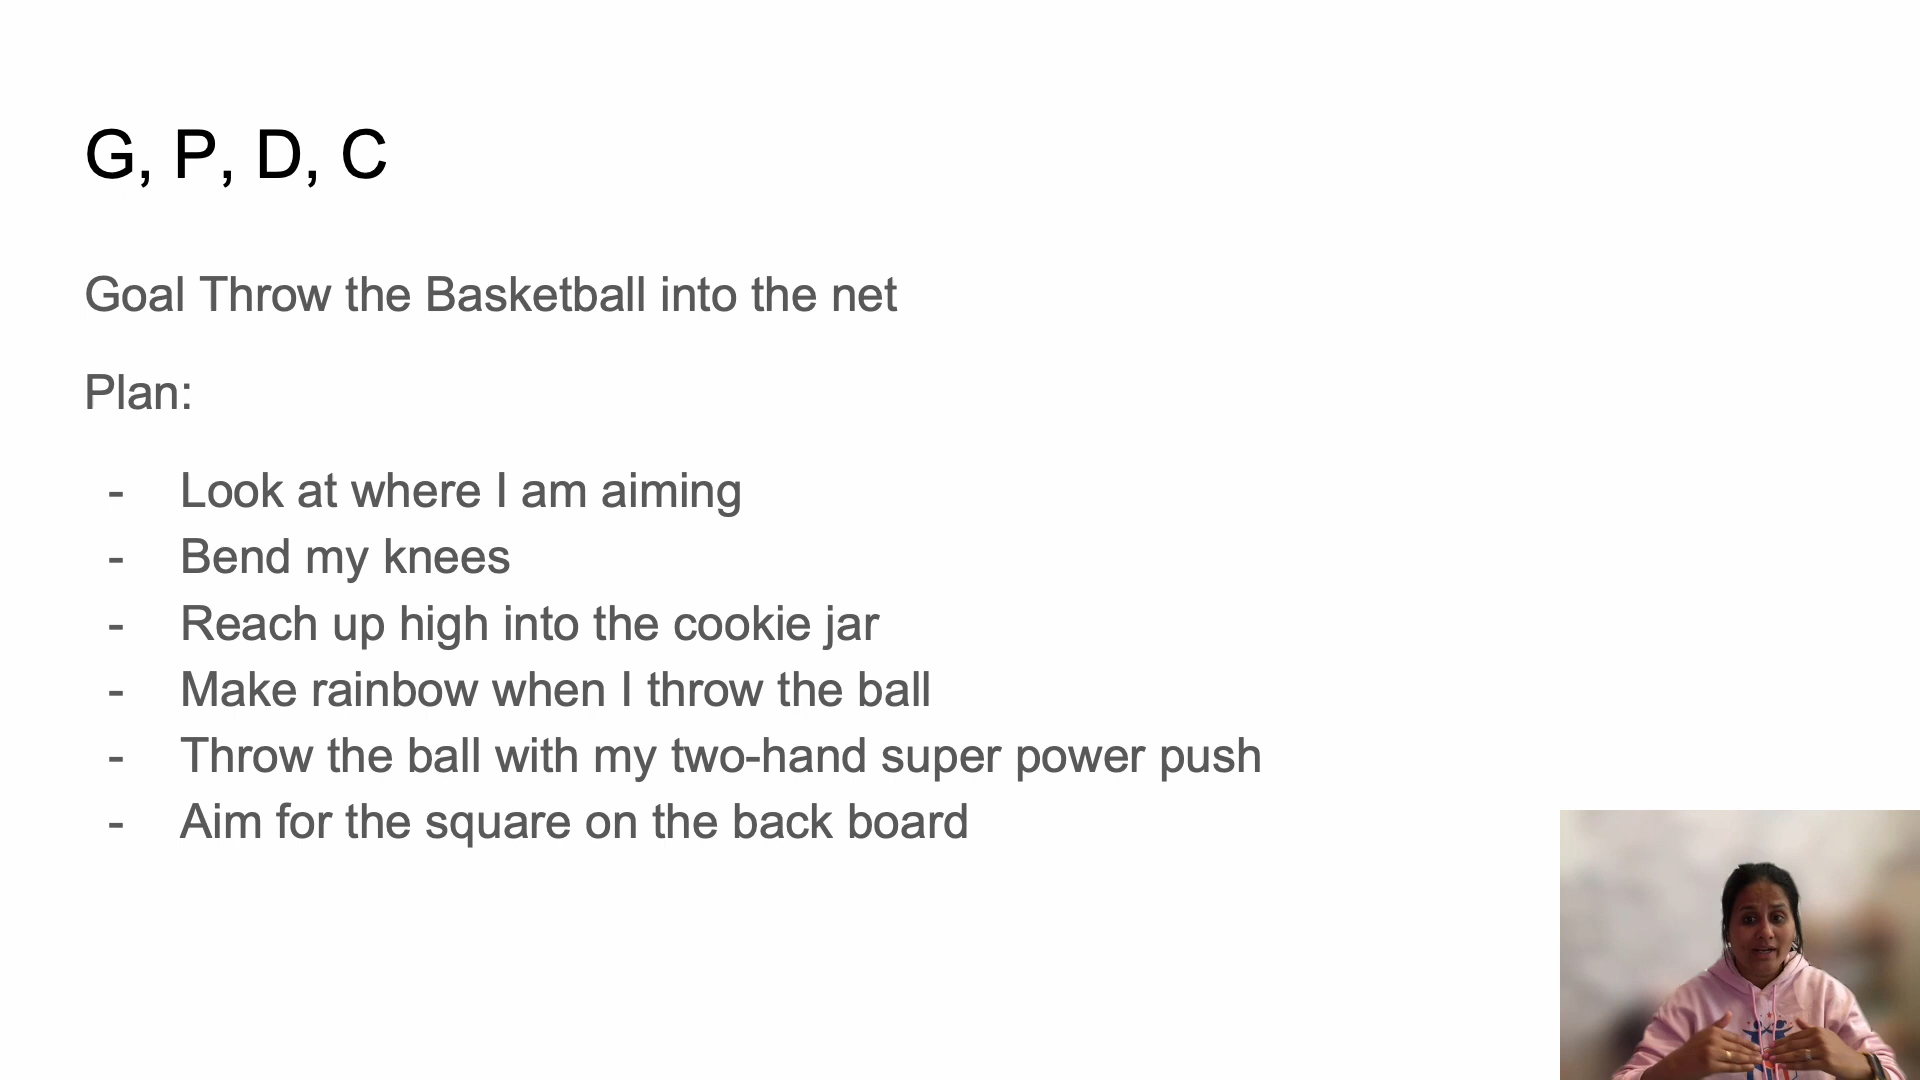 G, P, D, C
Goal Throw the Basketball into the net
Plan:
- Look at where I am aiming
- Bend my knees
- Reach up high into the cookie jar
- Make rainbow when I throw the ball
- Throw the ball with my two-hand super power push
- Aim for the square on the back board